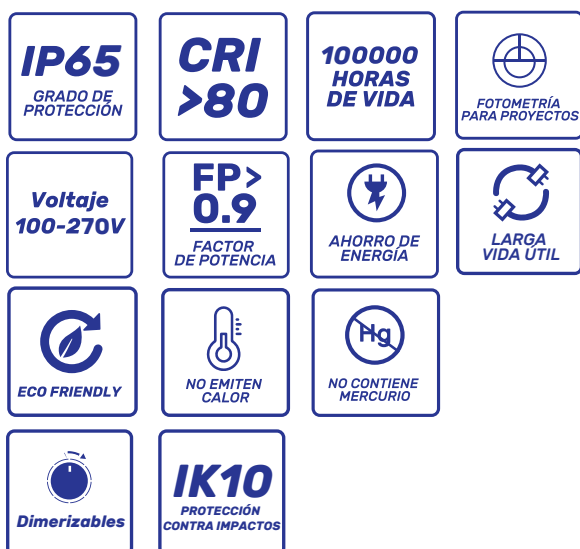 IP65
GRADO DE
PROTECCIÓN
CRI
>80
100000
HORAS
DE VIDA
FOTOMETRÍA
PARA PROYECTOS
Voltaje
100-270V
FP>
0.9
FACTOR
DE POTENCIA
AHORRO DE
ENERGÍA
LARGA
VIDA ÚTIL
ECO FRIENDLY
NO EMITEN
CALOR
Hg
NO CONTIENE
MERCURIO
Dimerizables
IK10
PROTECCIÓN
CONTRA IMPACTOS